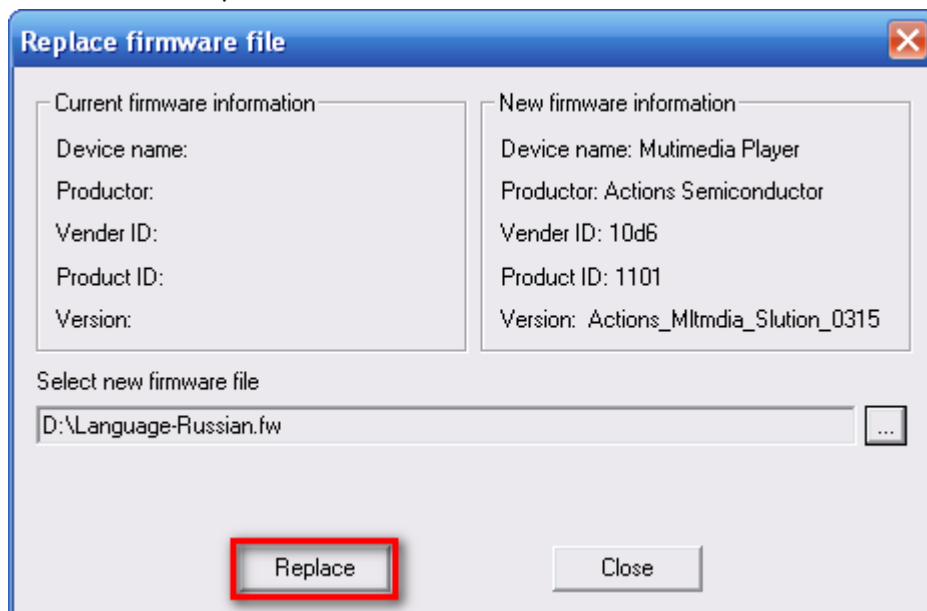 Replace firmware file
Current firmware information
Device name:
Productor:
Vender ID:
Product ID:
Version:
New firmware information
Device name: Mutimedia Player
Productor: Actions Semiconductor
Vender ID: 10d6
Product ID: 1101
Version: Actions_Mltmdia_Slution_0315
Select new firmware file
D:\Language-Russian.fw
...
Replace
Close